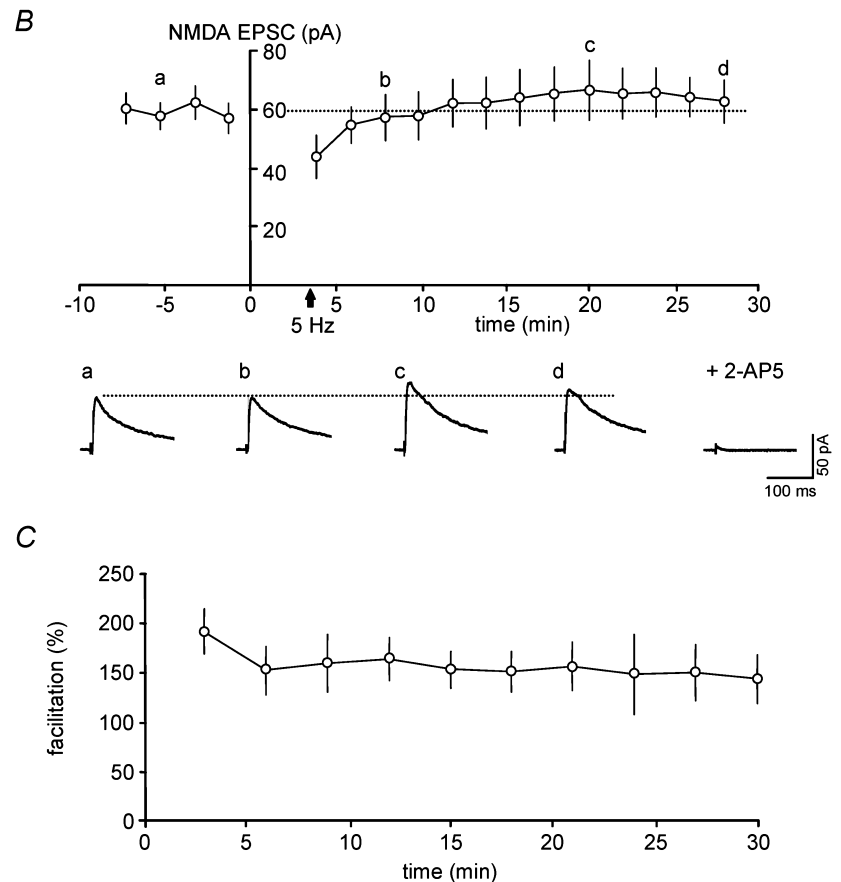 B
NMDA EPSC (pA)
80
60
40
20
a
b
c
d
-10 -5 0 5 10 15 20 25 30
5 Hz
time (min)
a b c d + 2-AP5
50 pA
100 ms
C
facilitation (%)
250
200
150
100
50
0
0 5 10 15 20 25 30
time (min)